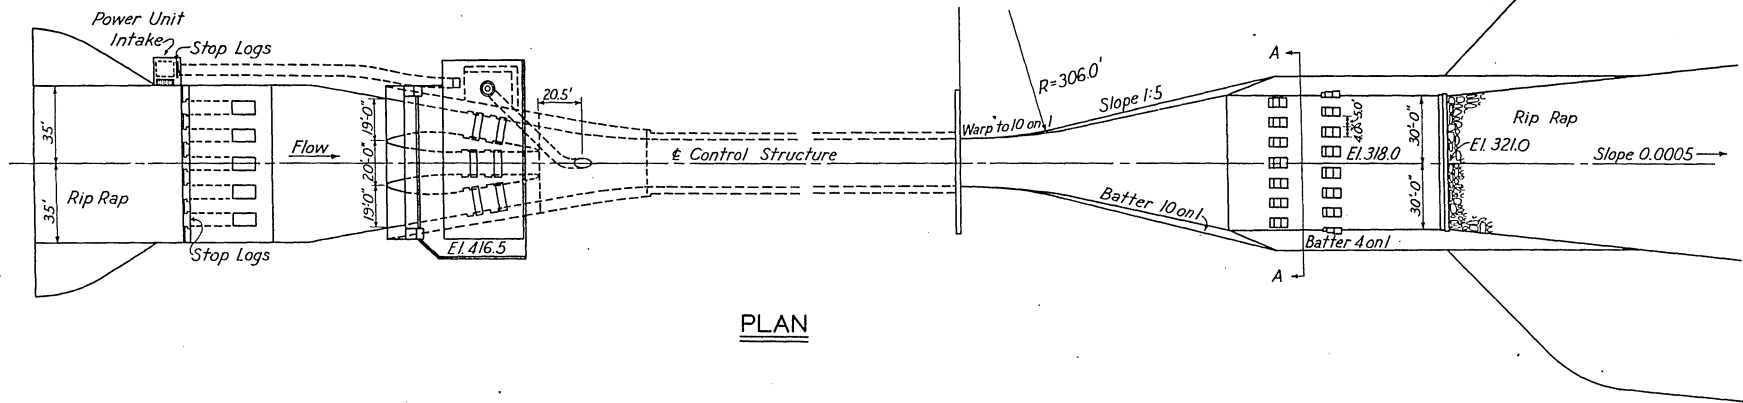 Power Unit
Intake
Stop Logs
35'
35'
Rip Rap
Flow
Stop Logs
19'-0"
20'-0"
19'-0"
20.5'
El. 416.5
℄ Control Structure
R=306.0'
Warp to 10 on 1
Slope 1:5
Batter 10 on 1
A
A
5.0'
El. 318.0
30'-0"
30'-0"
Batter 4 on 1
Rip Rap
El. 321.0
Slope 0.0005
PLAN